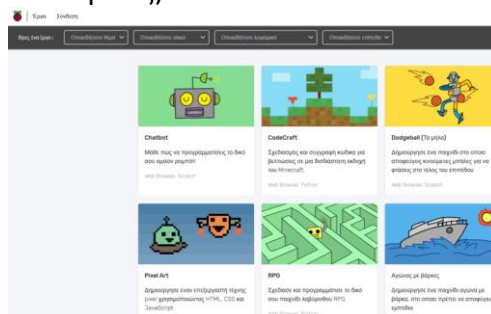 Έργα Σύνδεση
Βρες ένα έργο: Οποιοδήποτε θέμα Οποιοδήποτε υλικό Οποιοδήποτε λογισμικό Οποιοδήποτε επίπεδο
Chatbot
Μάθε πως να προγραμματίσεις το δικό
σου ομιλόν ρομπότ!
Web Browser, Scratch
CodeCraft
Σχεδιασμός και συγγραφή κώδικα για
βελτιώσεις σε μια δισδιάστατη εκδοχή
του Minecraft.
Web Browser, Python
Dodgeball (Τα μήλα)
Δημιούργησε ένα παιχνίδι στο οποίο
αποφεύγεις κινούμενες μπάλες για να
φτάσεις στο τέλος του επιπέδου
Web Browser, Scratch
Pixel Art
Δημιούργησε έναν επεξεργαστή τέχνης
pixel χρησιμοποιώντας HTML, CSS και
JavaScript.
RPG
Σχεδίασε και προγραμμάτισε το δικό
σου παιχνίδι λαβύρινθου RPG.
Web Browser, Python
Αγώνας με βάρκες
Δημιούργησε ένα παιχνίδι αγώνα με
βάρκα, στο οποίο πρέπει να αποφύγει
εμπόδια